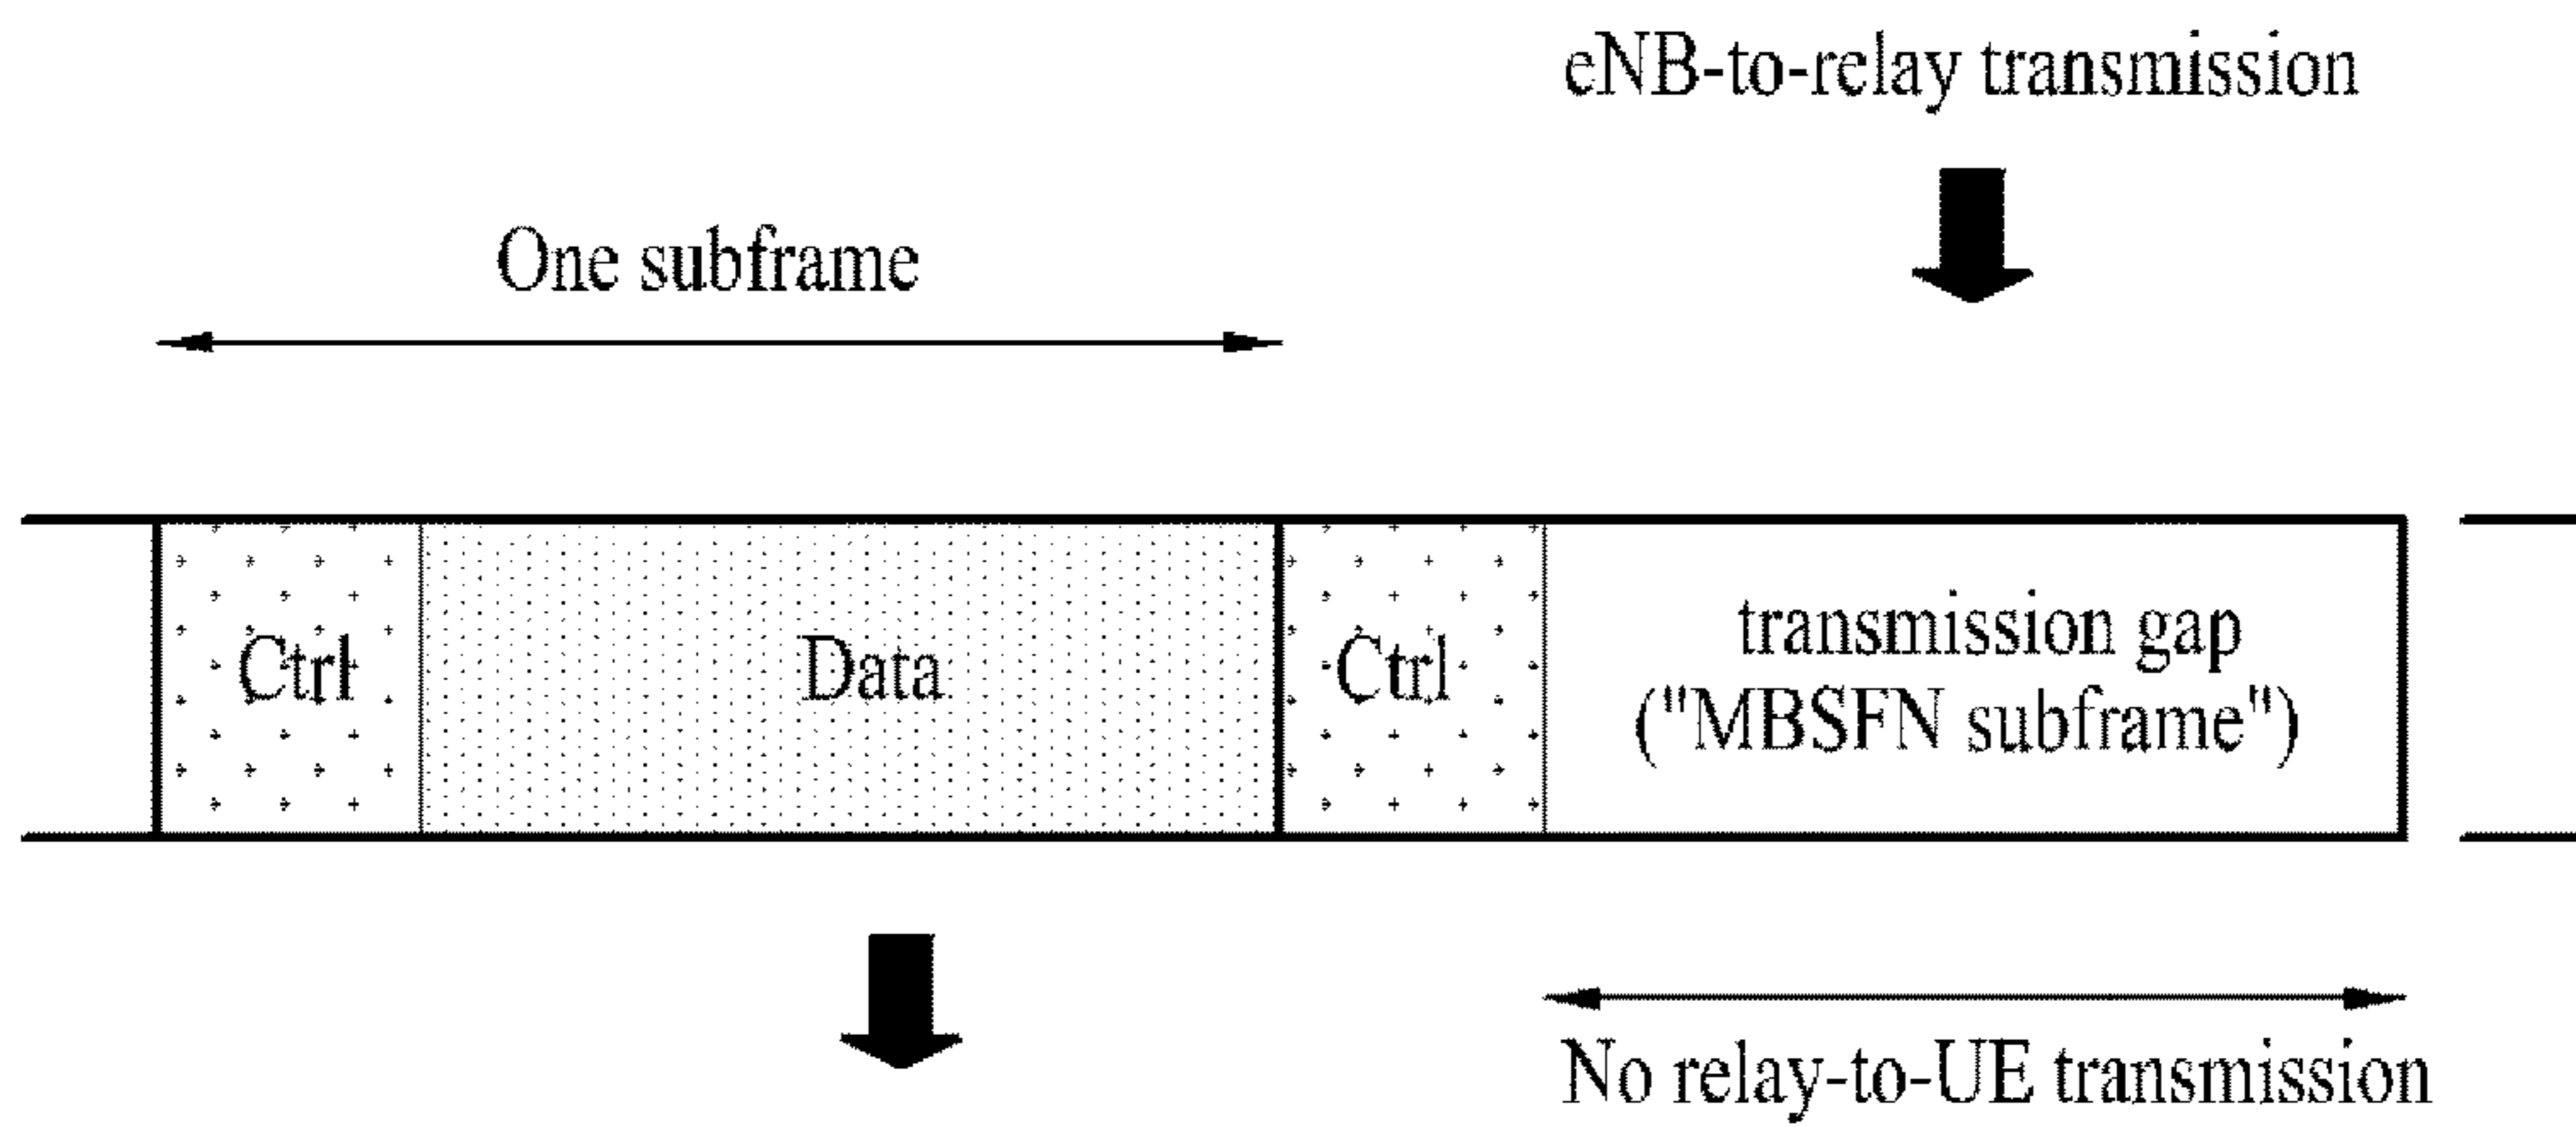 eNB-to-relay transmission
One subframe
Ctrl
Data
Ctrl
transmission gap
("MBSFN subframe")
No relay-to-UE transmission